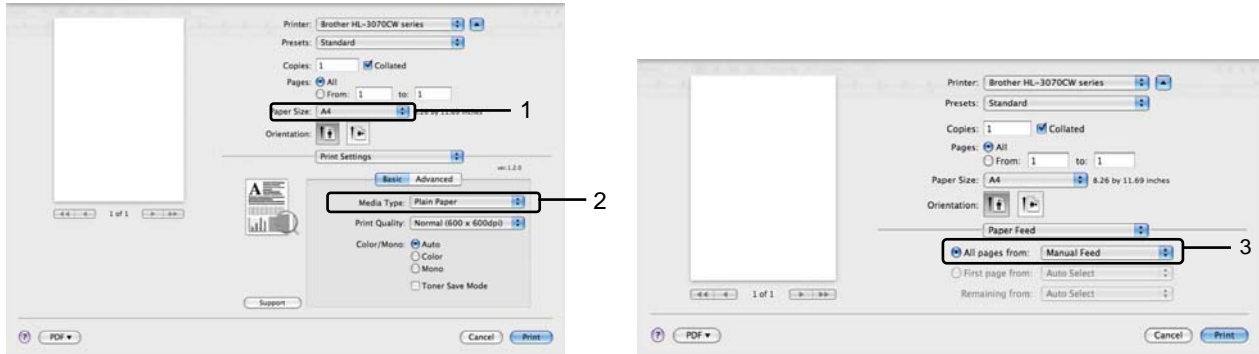 Printer: Brother HL-3070CW series
Presets: Standard
Copies: 1 Collated
Pages: All
From: 1 to: 1
Paper Size: A4 8.26 by 11.69 inches 1
Orientation:
Print Settings
ver.1.2.0
Basic Advanced
Media Type: Plain Paper 2
Print Quality: Normal (600 x 600dpi)
Color/Mono: Auto
Color
Mono
Toner Save Mode
1 of 1
Support
? PDF Cancel Print
Printer: Brother HL-3070CW series
Presets: Standard
Copies: 1 Collated
Pages: All
From: 1 to: 1
Paper Size: A4 8.26 by 11.69 inches
Orientation:
Paper Feed
All pages from: Manual Feed 3
First page from: Auto Select
Remaining from: Auto Select
1 of 1
? PDF Cancel Print